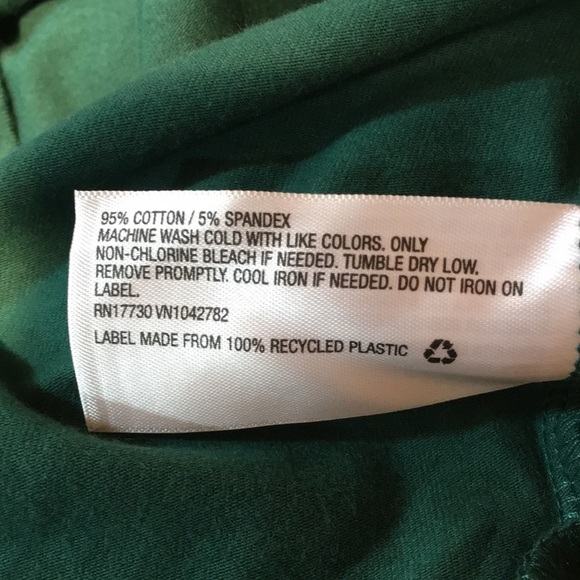 95% COTTON / 5% SPANDEX
MACHINE WASH COLD WITH LIKE COLORS. ONLY
NON-CHLORINE BLEACH IF NEEDED. TUMBLE DRY LOW.
REMOVE PROMPTLY. COOL IRON IF NEEDED. DO NOT IRON ON
LABEL.
RN17730 VN1042782
LABEL MADE FROM 100% RECYCLED PLASTIC